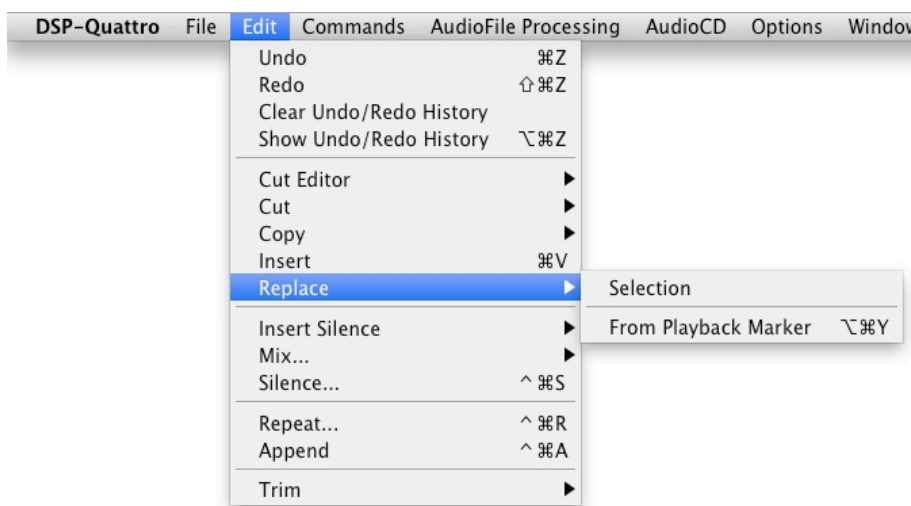 DSP-Quattro File Edit Commands AudioFile Processing AudioCD Options Window
Undo ⌘Z
Redo ⇧⌘Z
Clear Undo/Redo History
Show Undo/Redo History ⌥⌘Z
Cut Editor ▶
Cut ▶
Copy ▶
Insert ⌘V
Replace ▶
Selection
From Playback Marker ⌥⌘Y
Insert Silence ▶
Mix... ▶
Silence... ^⌘S
Repeat... ^⌘R
Append ^⌘A
Trim ▶